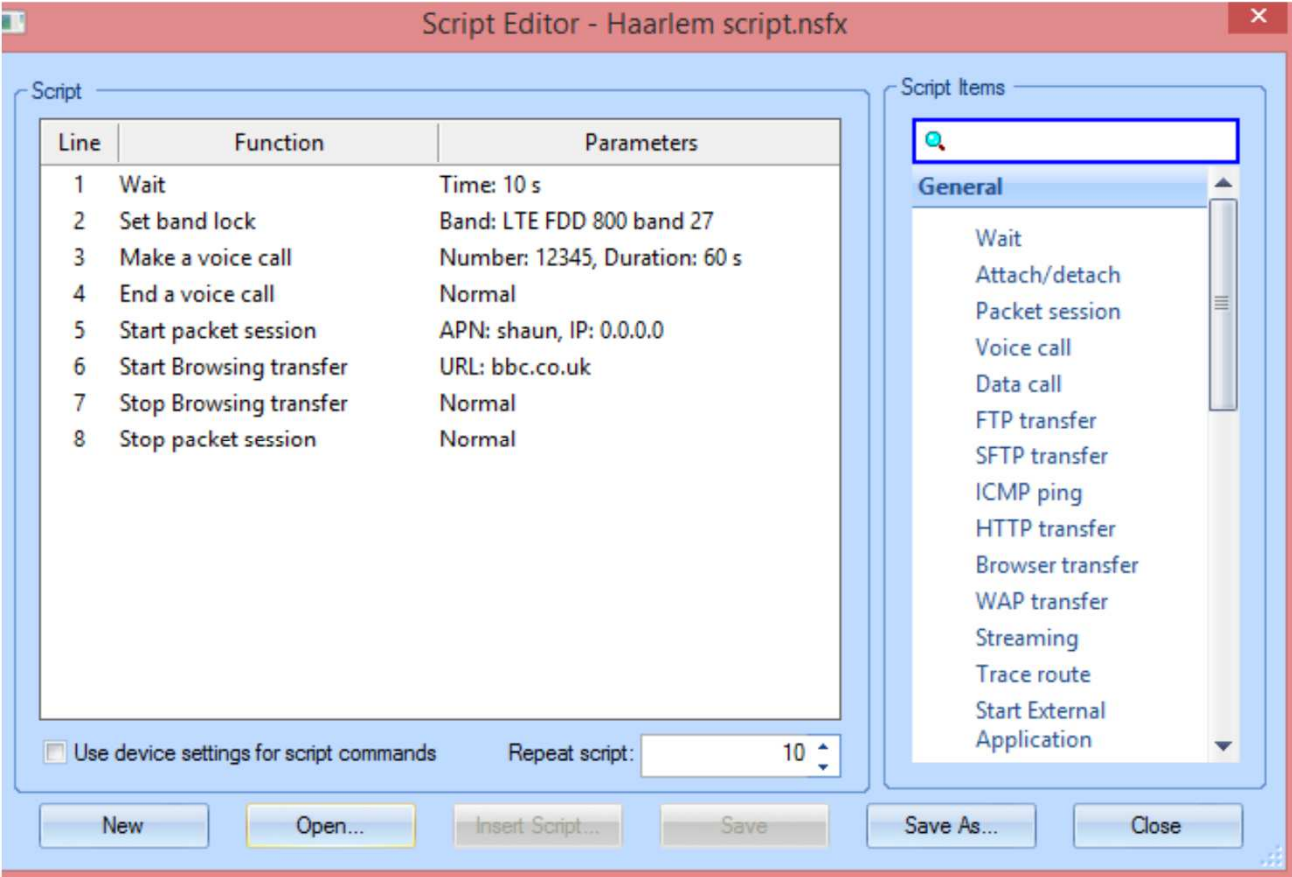 Script Editor - Haarlem script.nsfx
Script
Line Function Parameters
1 Wait Time: 10 s
2 Set band lock Band: LTE FDD 800 band 27
3 Make a voice call Number: 12345, Duration: 60 s
4 End a voice call Normal
5 Start packet session APN: shaun, IP: 0.0.0.0
6 Start Browsing transfer URL: bbc.co.uk
7 Stop Browsing transfer Normal
8 Stop packet session Normal
Use device settings for script commands Repeat script: 10
Script Items
General
Wait
Attach/detach
Packet session
Voice call
Data call
FTP transfer
SFTP transfer
ICMP ping
HTTP transfer
Browser transfer
WAP transfer
Streaming
Trace route
Start External
Application
New Open... Insert Script... Save Save As... Close